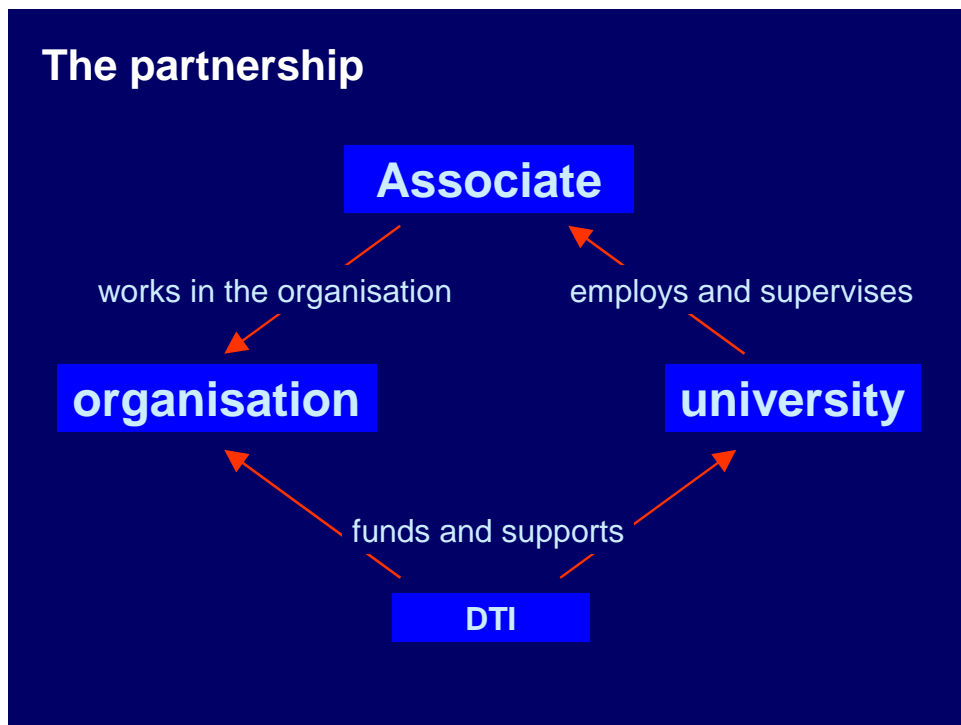 The partnership
Associate
works in the organisation
employs and supervises
organisation
university
funds and supports
DTI